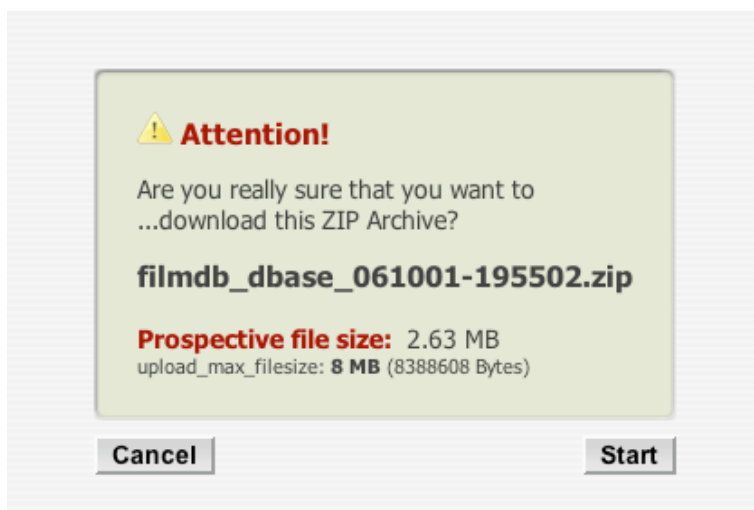 Attention!
Are you really sure that you want to
...download this ZIP Archive?
filmdb_dbase_061001-195502.zip
Prospective file size: 2.63 MB
upload_max_filesize: 8 MB (8388608 Bytes)
Cancel
Start